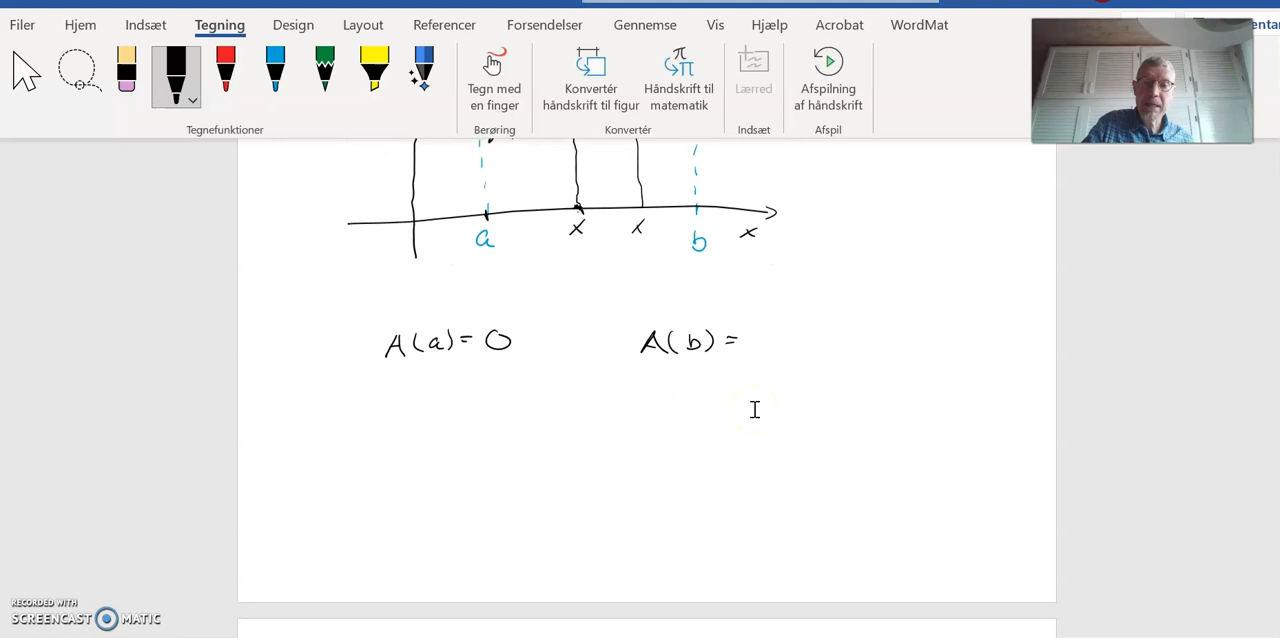 Filer Hjem Indsæt Tegning Design Layout Referencer Forsendelser Gennemse Vis Hjælp Acrobat WordMat
Tegn med en finger
Konvertér håndskrift til figur
Håndskrift til matematik
Lærred
Afspilning af håndskrift
Tegnefunktioner Berøring Konvertér Indsæt Afspil
a x x b x
A(a) = 0 A(b) =
RECORDED WITH
SCREENCAST MATIC